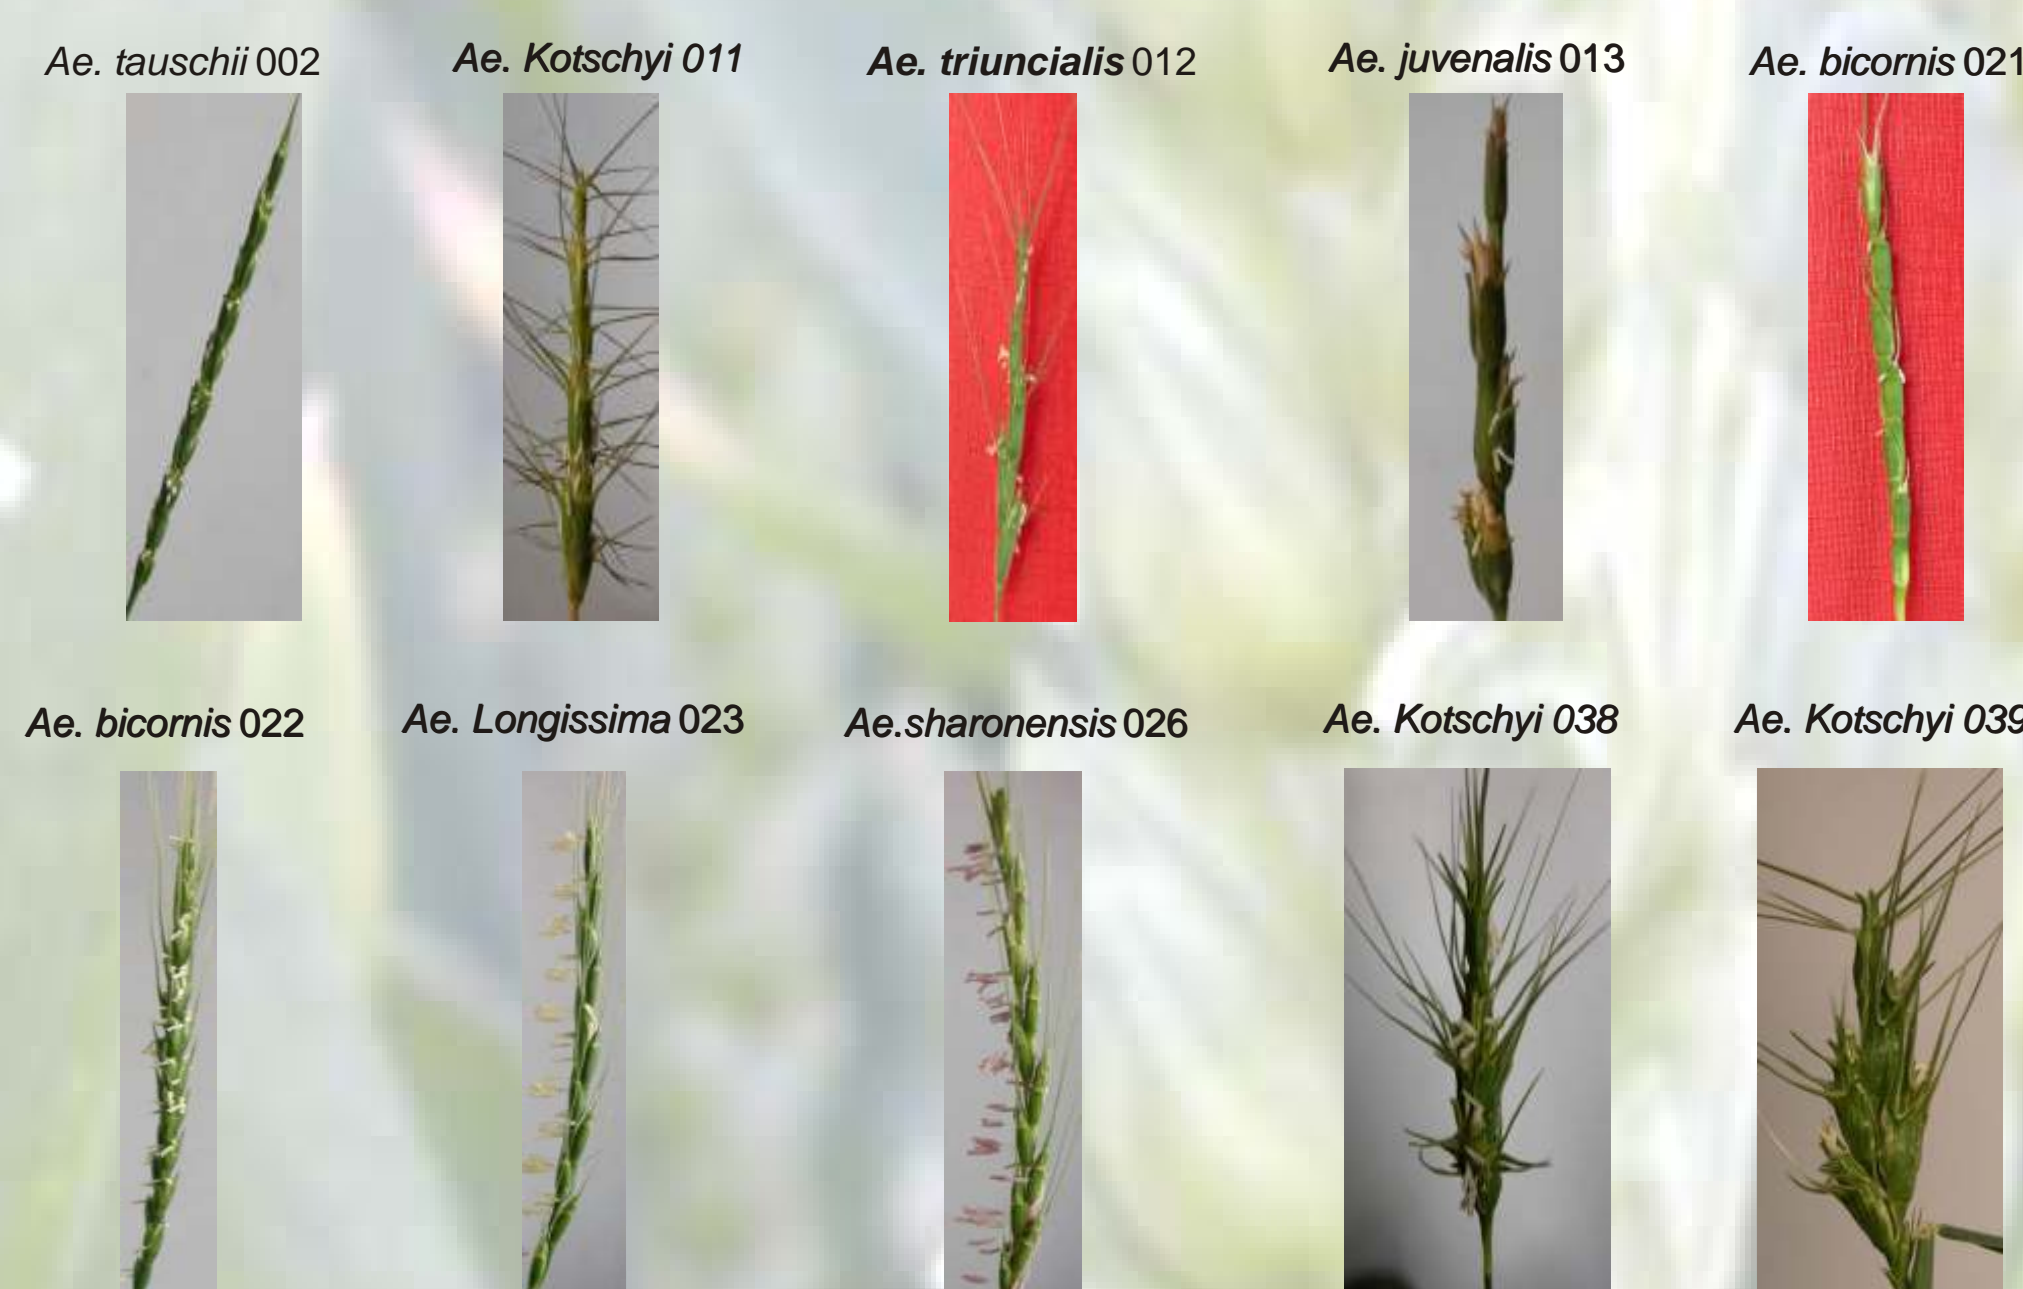 Ae. tauschii 002
Ae. Kotschyi 011
Ae. triuncialis 012
Ae. juvenalis 013
Ae. bicornis 021
Ae. bicornis 022
Ae. Longissima 023
Ae.sharonensis 026
Ae. Kotschyi 038
Ae. Kotschyi 039